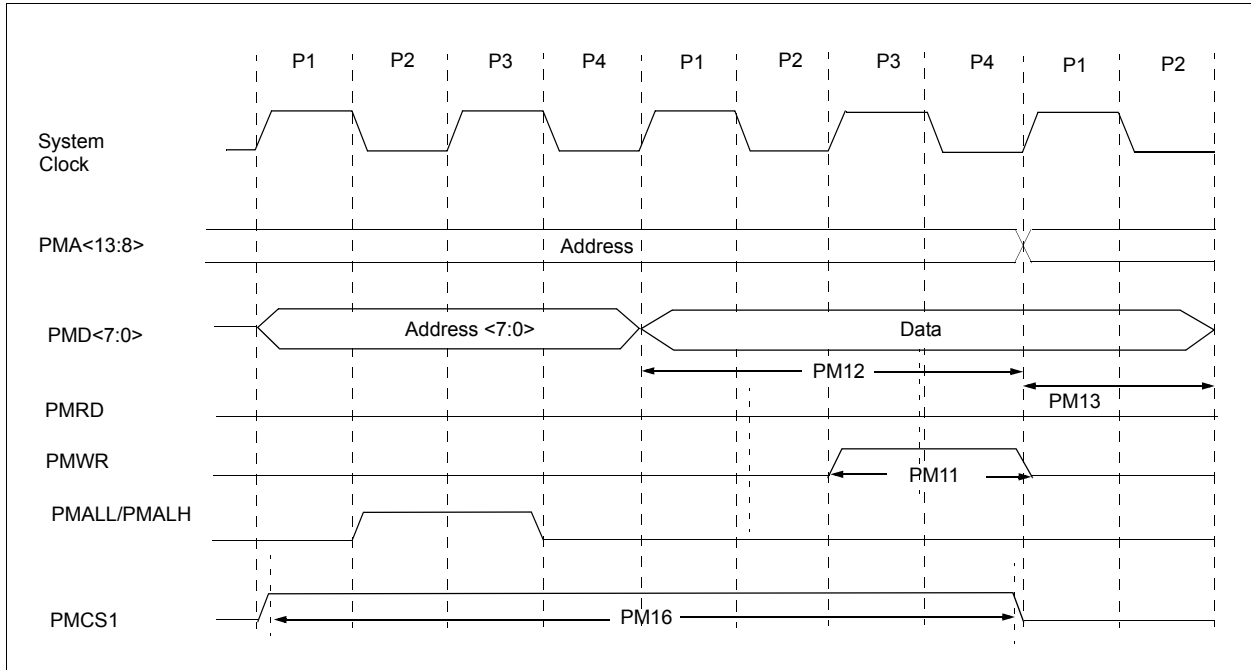 P1 P2 P3 P4 P1 P2 P3 P4 P1 P2
System
Clock
PMA<13:8>
Address
PMD<7:0>
Address <7:0>
Data
PM12
PM13
PMRD
PMWR
PM11
PMALL/PMALH
PMCS1
PM16